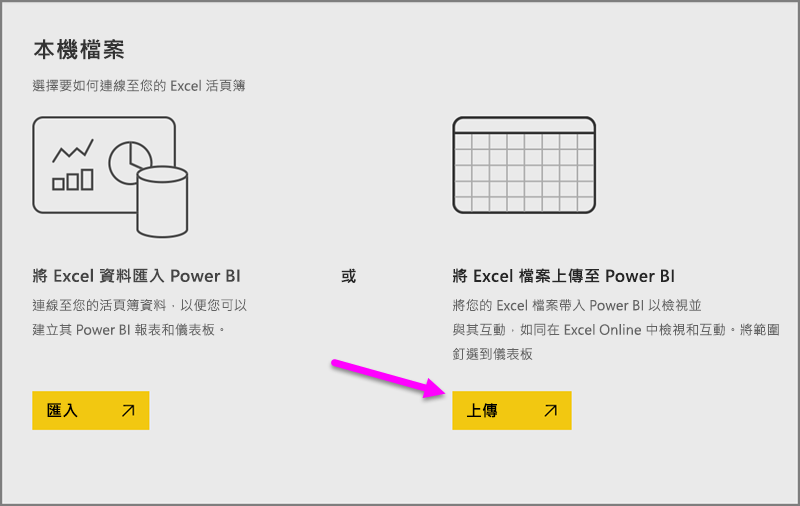 本機檔案
選擇要如何連線至您的 Excel 活頁簿
將 Excel 資料匯入 Power BI
連線至您的活頁簿資料，以便您可以
建立其 Power BI 報表和儀表板。
匯入
或
將 Excel 檔案上傳至 Power BI
將您的 Excel 檔案帶入 Power BI 以檢視並
與其互動，如同在 Excel Online 中檢視和互動。將範圍
釘選到儀表板
上傳